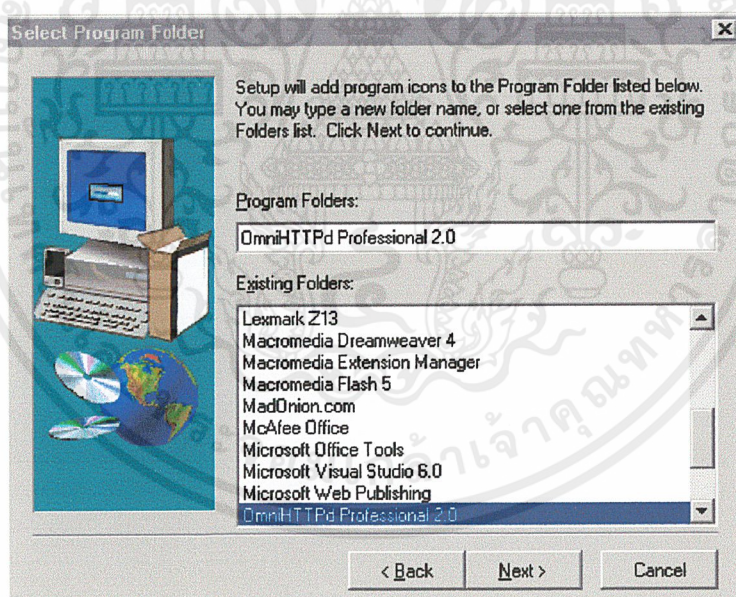 Select Program Folder
Setup will add program icons to the Program Folder listed below.
You may type a new folder name, or select one from the existing
Folders list. Click Next to continue.
Program Folders:
OmniHTTPd Professional 2.0
Existing Folders:
Lexmark Z13
Macromedia Dreamweaver 4
Macromedia Extension Manager
Macromedia Flash 5
MadOnion.com
McAfee Office
Microsoft Office Tools
Microsoft Visual Studio 6.0
Microsoft Web Publishing
OmniHTTPd Professional 2.0
< Back
Next >
Cancel